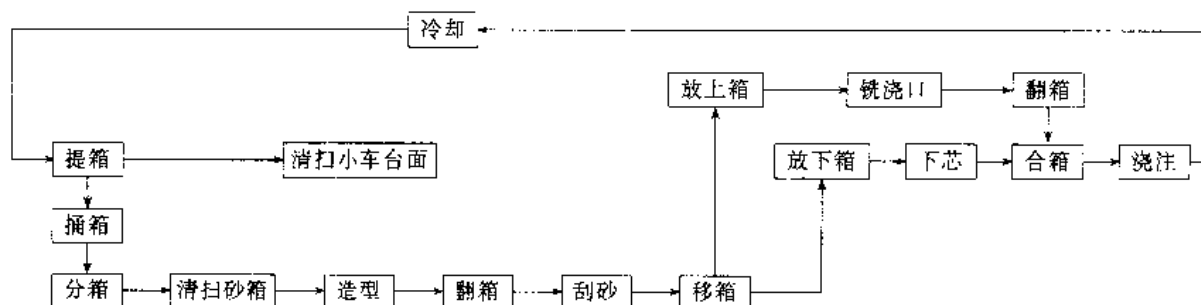 冷却
放上箱 铣浇口 翻箱
提箱 清扫小车台面 放下箱 下芯 合箱 浇注
捅箱
分箱 清扫砂箱 造型 翻箱 刮砂 移箱